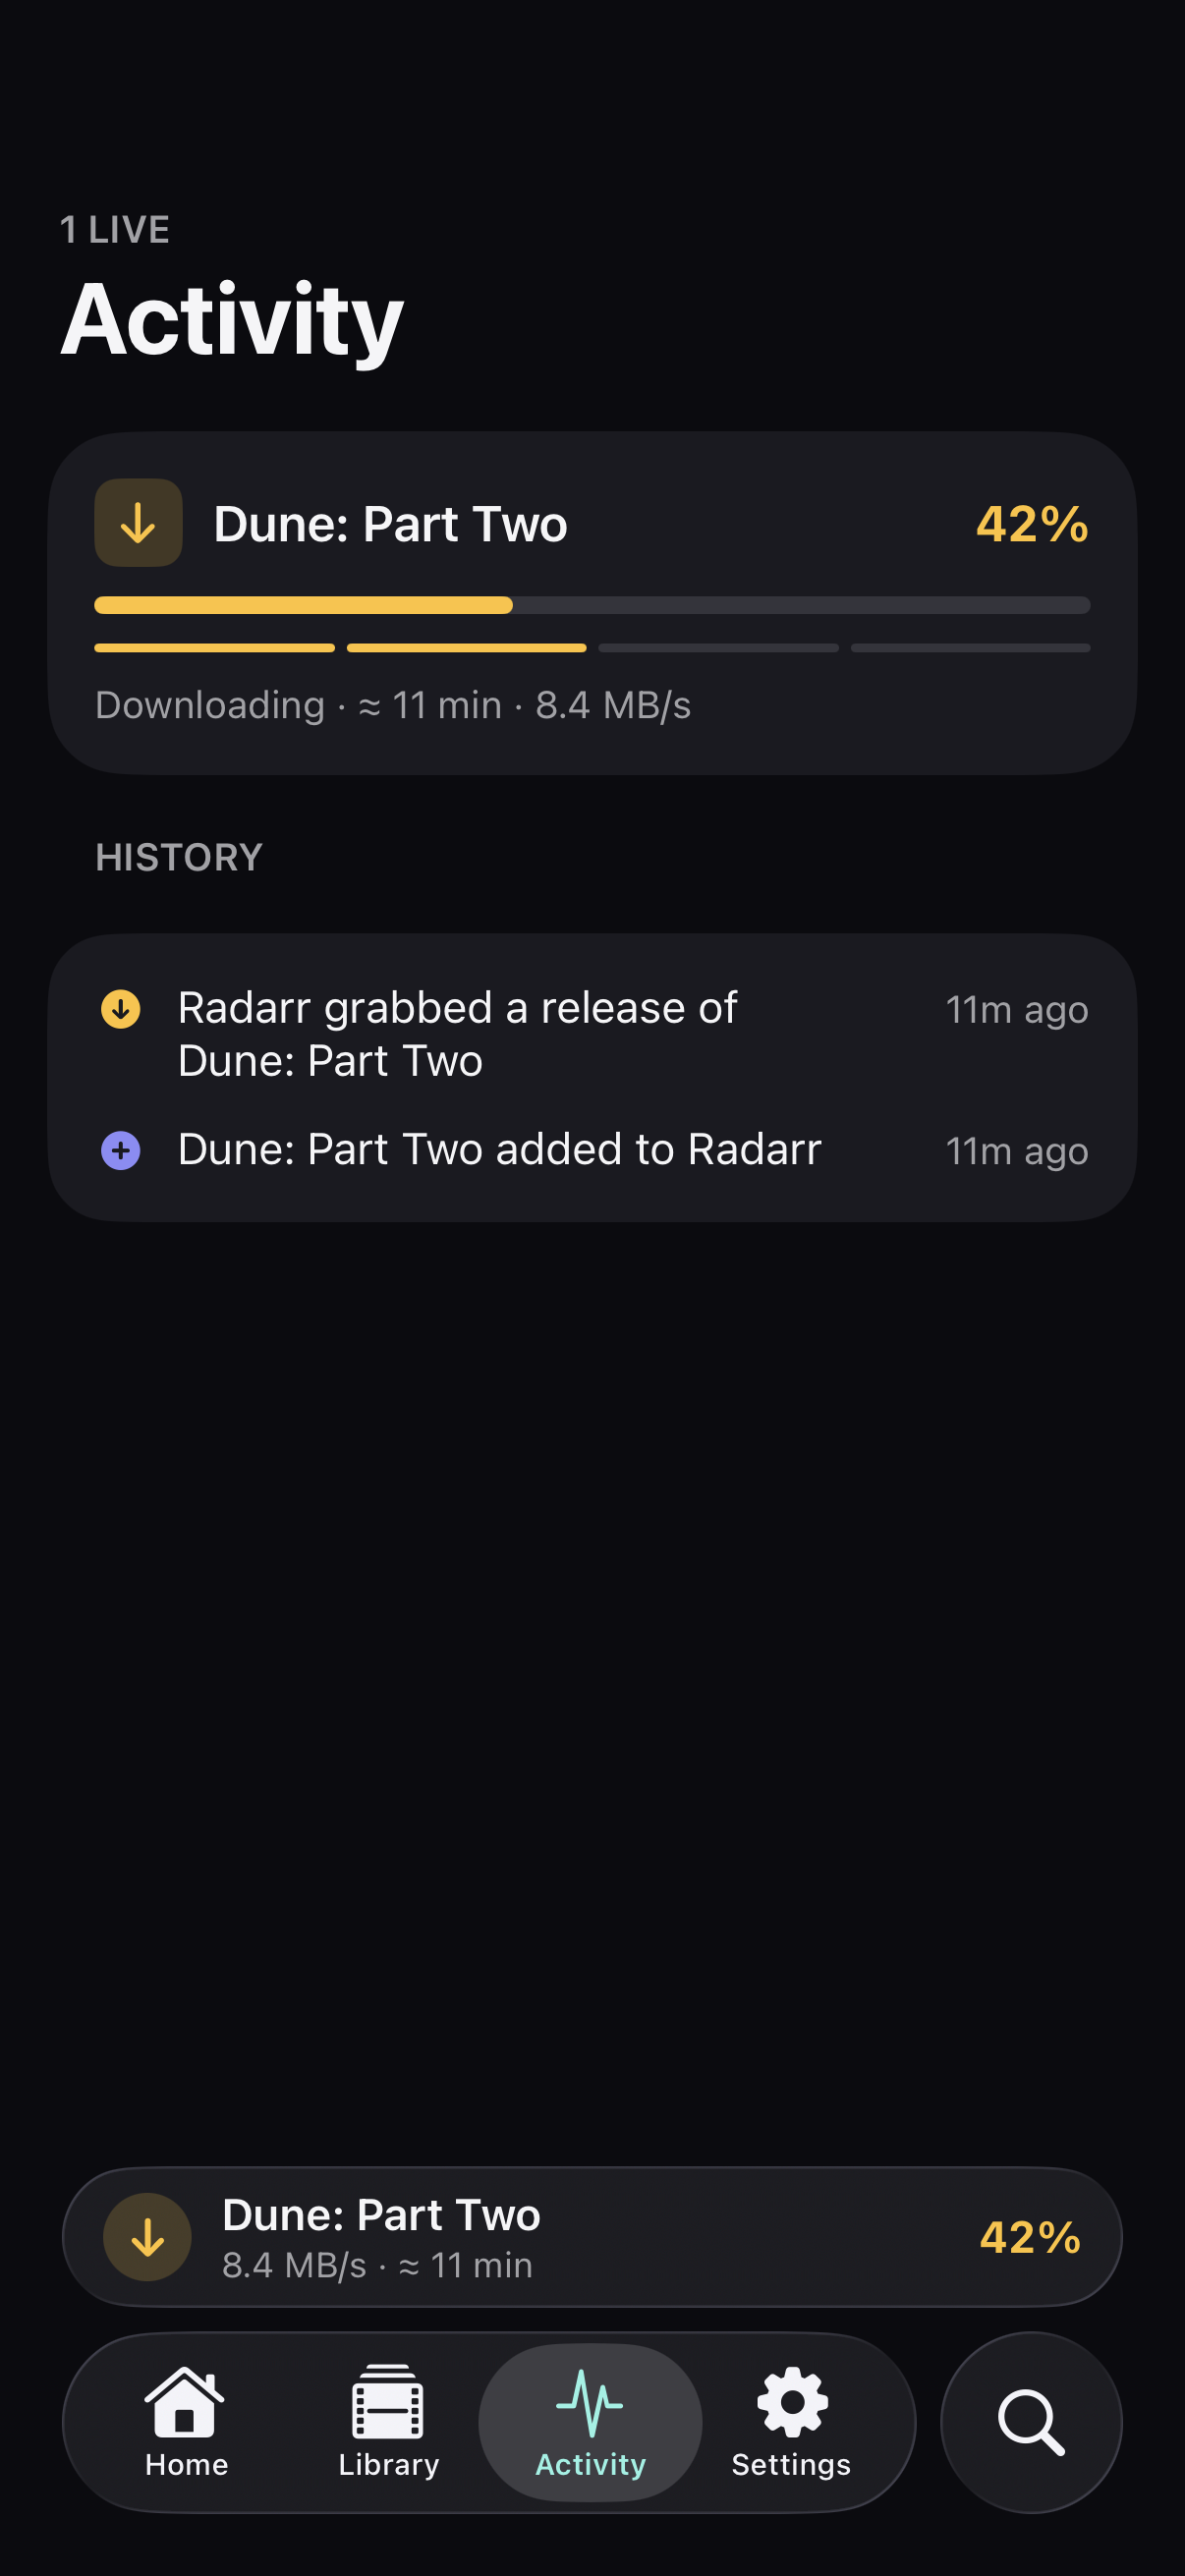 1 LIVE
Activity
Dune: Part Two
42%
Downloading · ≈ 11 min · 8.4 MB/s
HISTORY
Radarr grabbed a release of
Dune: Part Two
11m ago
Dune: Part Two added to Radarr
11m ago
Dune: Part Two
8.4 MB/s · ≈ 11 min
42%
Home
Library
Activity
Settings